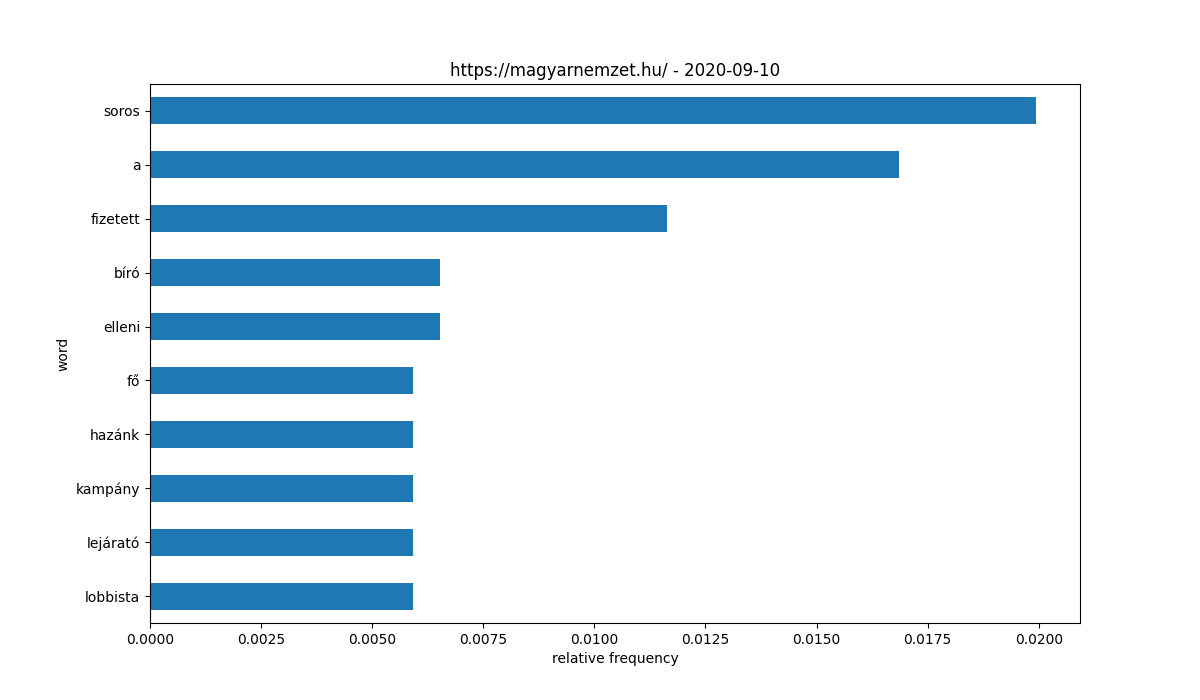 https://magyarnemzet.hu/ - 2020-09-10
soros
a
fizetett
bíró
elleni
fő
hazánk
kampány
lejárató
lobbista
word
0.0000 0.0025 0.0050 0.0075 0.0100 0.0125 0.0150 0.0175 0.0200
relative frequency